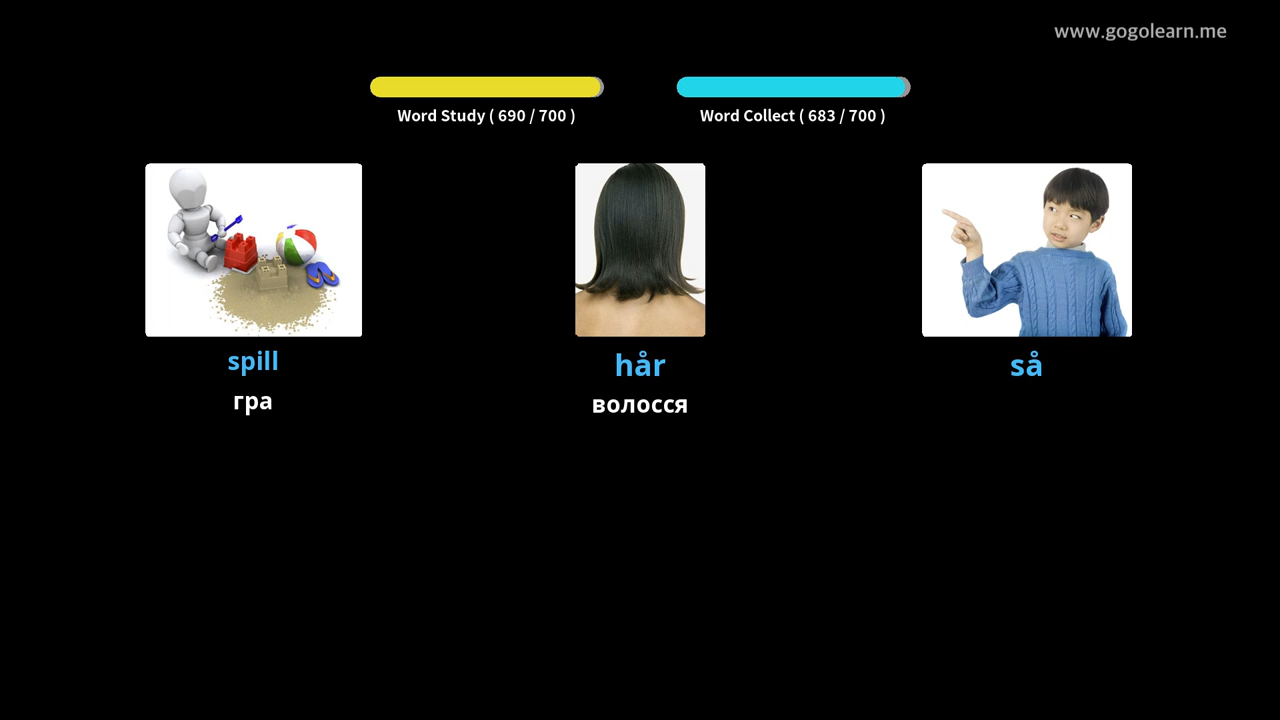 www.gogolearn.me
Word Study ( 690 / 700 )
Word Collect ( 683 / 700 )
spill
гра
hår
волосся
så